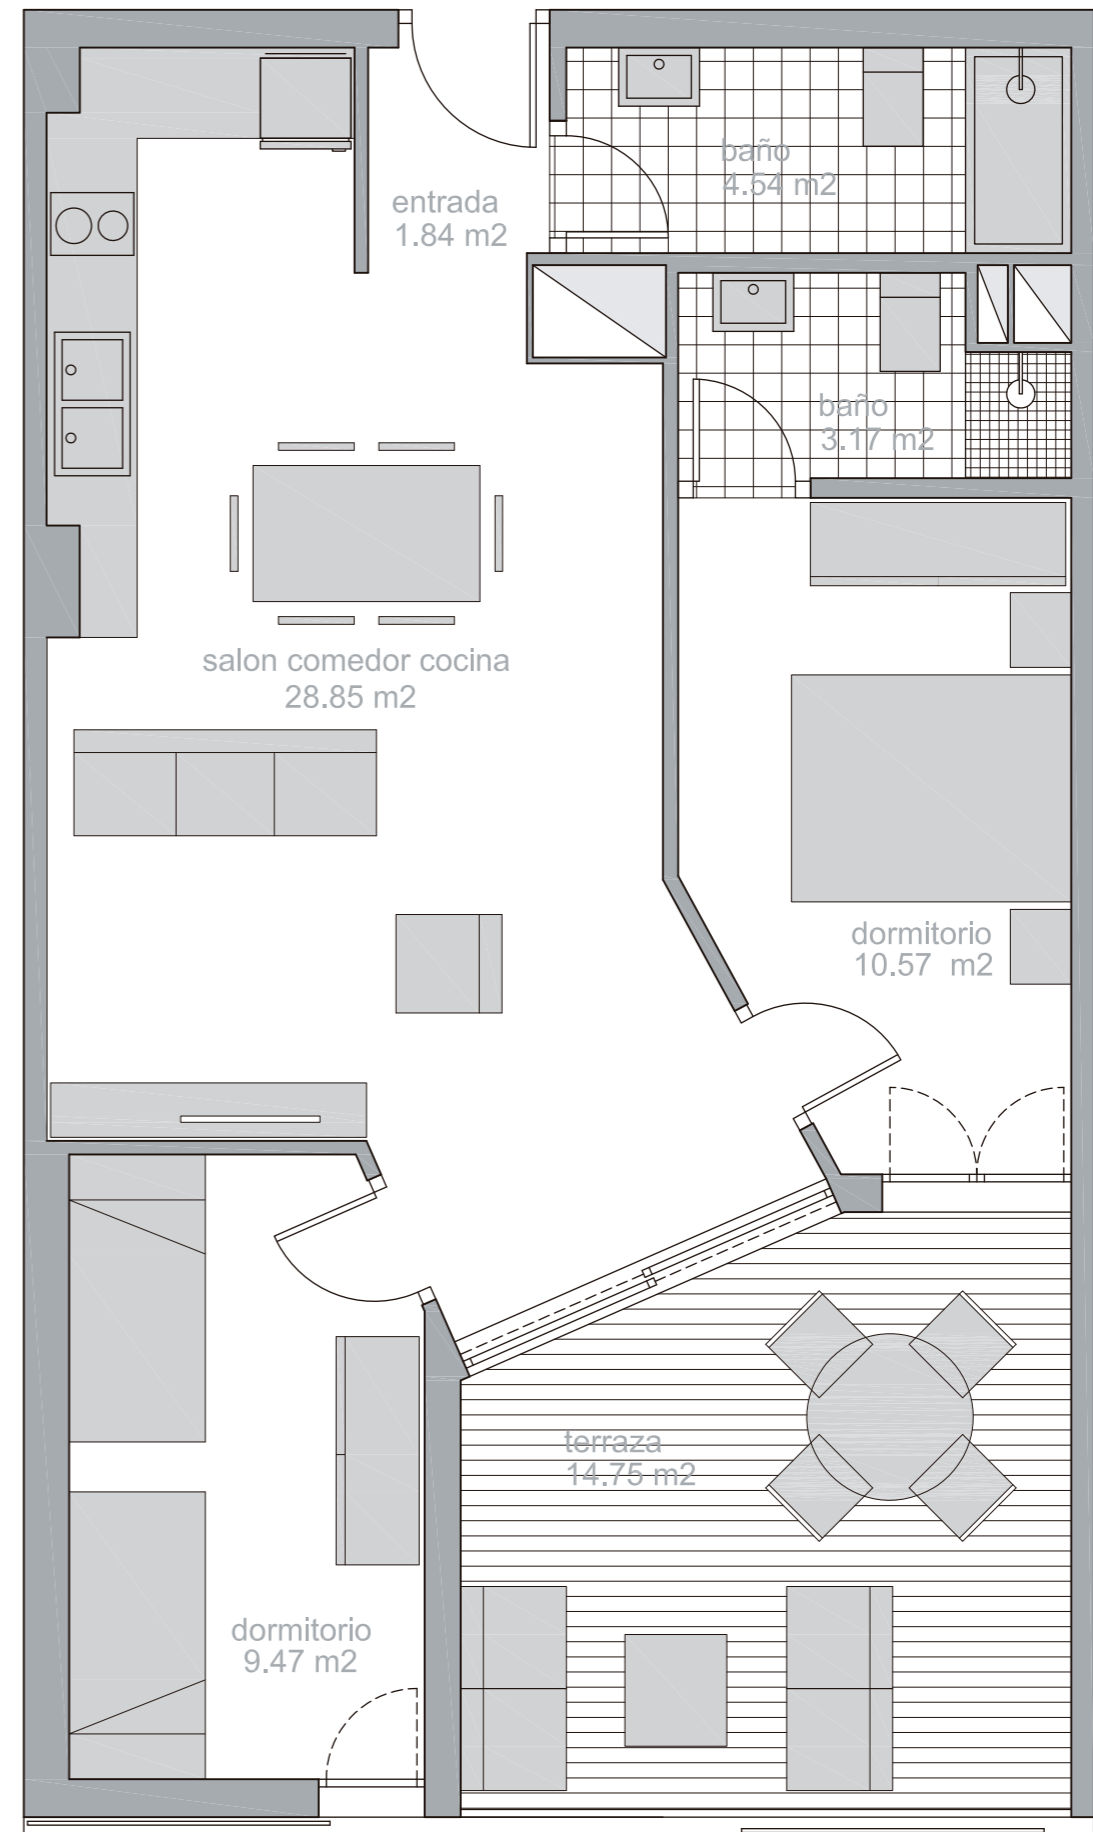 baño
4.54 m2
entrada
1.84 m2
baño
3.17 m2
salon comedor cocina
28.85 m2
dormitorio
10.57 m2
terraza
14.75 m2
dormitorio
9.47 m2